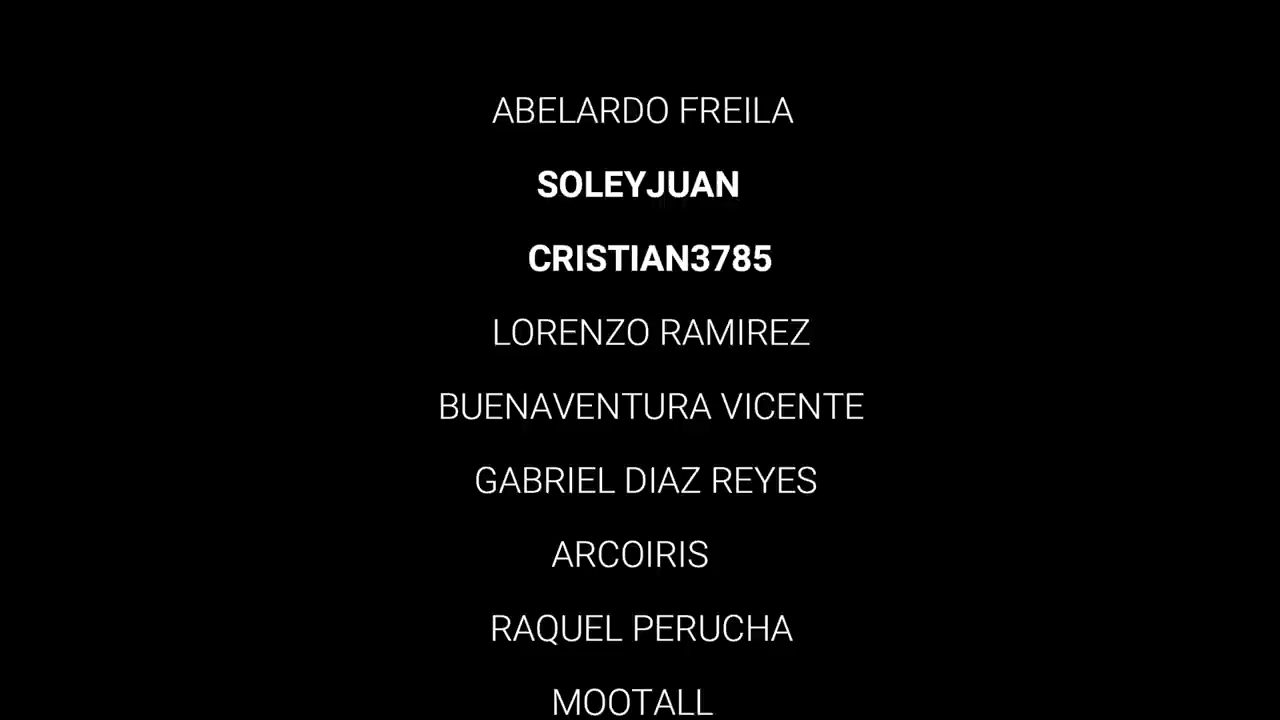 ABELARDO FREILA
SOLEYJUAN
CRISTIAN3785
LORENZO RAMIREZ
BUENAVENTURA VICENTE
GABRIEL DIAZ REYES
ARCOIRIS
RAQUEL PERUCHA
MOOTALL